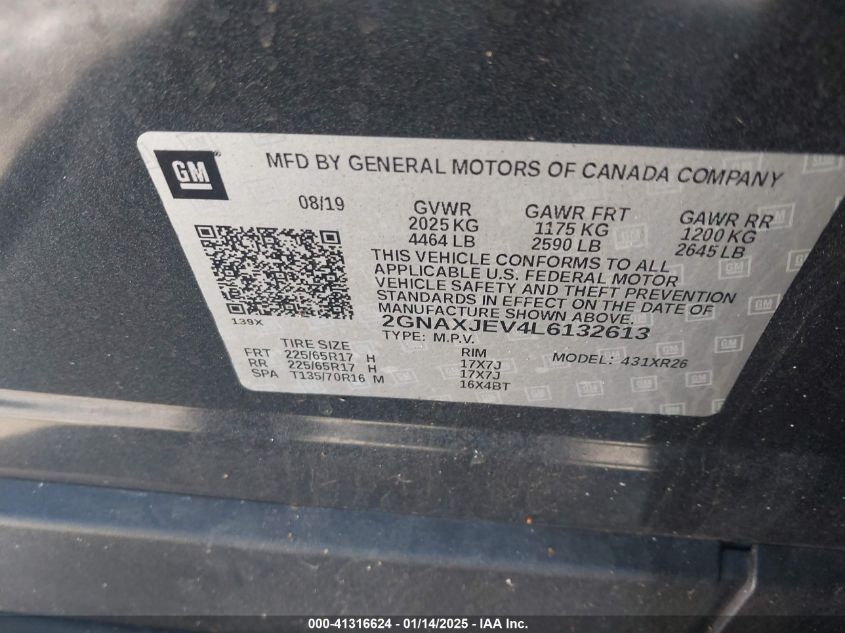 GM
MFD BY GENERAL MOTORS OF CANADA COMPANY
08/19 GVWR GAWR FRT GAWR RR
2025 KG 1175 KG 1200 KG
4464 LB 2590 LB 2645 LB
THIS VEHICLE CONFORMS TO ALL
APPLICABLE U.S. FEDERAL MOTOR
VEHICLE SAFETY AND THEFT PREVENTION
STANDARDS IN EFFECT ON THE DATE OF
MANUFACTURE SHOWN ABOVE.
139X
2GNAXJEV4L6132613
TYPE: M.P.V. MODEL: 431XR26
TIRE SIZE RIM
FRT 225/65R17 H 17X7J
RR 225/65R17 H 17X7J
SPA T135/70R16 M 16X4BT
000-41316624 - 01/14/2025 - IAA Inc.